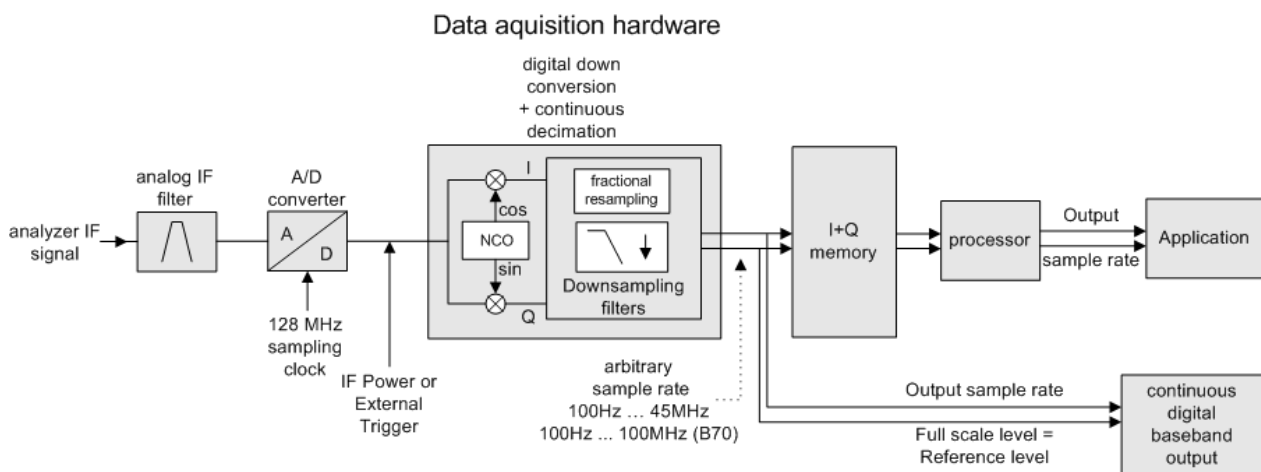 Data aquisition hardware
digital down
conversion
+ continuous
decimation
analyzer IF
signal
analog IF
filter
A/D
converter
A
D
128 MHz
sampling
clock
IF Power or
External
Trigger
I
cos
NCO
sin
Q
fractional
resampling
Downsampling
filters
arbitrary
sample rate
100Hz … 45MHz
100Hz ... 100MHz (B70)
I+Q
memory
processor
Output
sample rate
Application
Output sample rate
Full scale level =
Reference level
continuous
digital
baseband
output